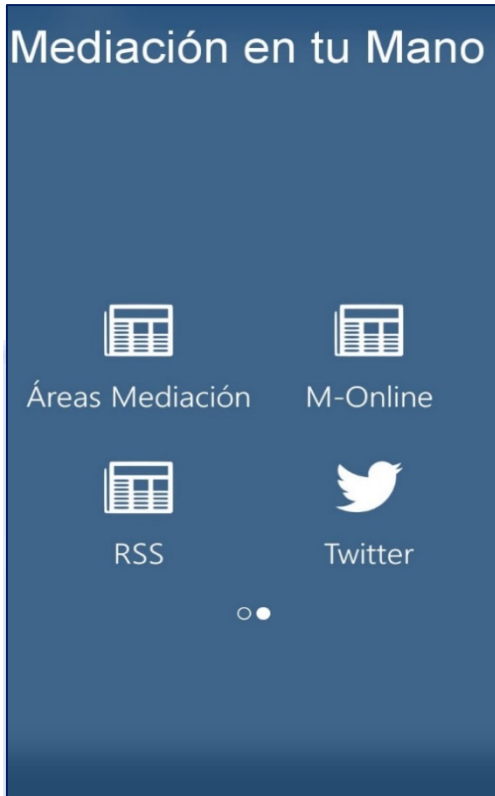 Mediación en tu Mano
Áreas Mediación
M-Online
RSS
Twitter